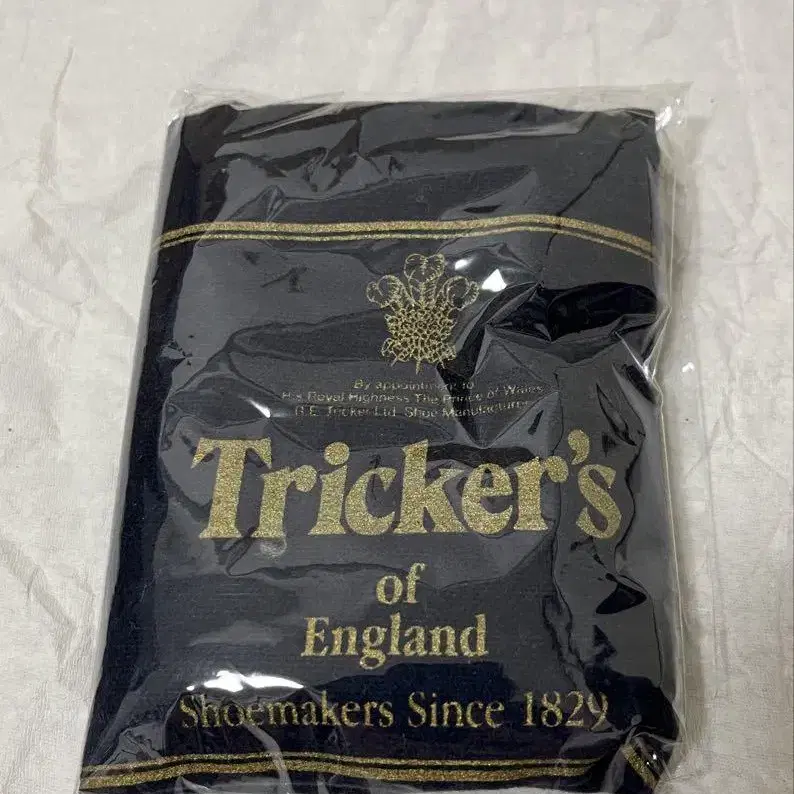 By appointment to
His Royal Highness The Prince of Wales
R.E. Tricker Ltd. Shoe Manufacturers
Tricker's
of
England
Shoemakers Since 1829